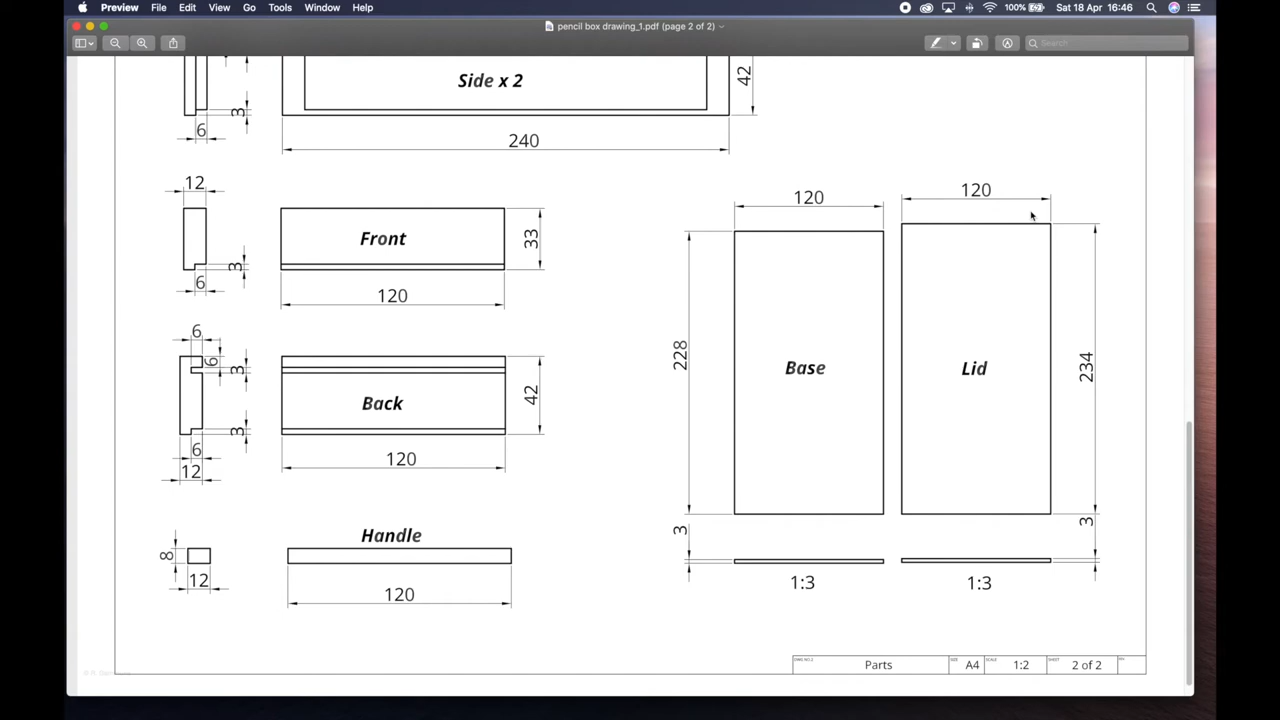 Preview File Edit View Go Tools Window Help 100% Sat 18 Apr 16:46
pencil box drawing_1.pdf (page 2 of 2)
Search
Side x 2
42
3
6
240
12
Front
33
3
6
120
120
120
6
6
3
Back
42
3
6
12
120
228
Base
Lid
234
Handle
8
12
120
3
3
1:3
1:3
Parts
SIZE
A4
SCALE
1:2
SHEET
2 of 2